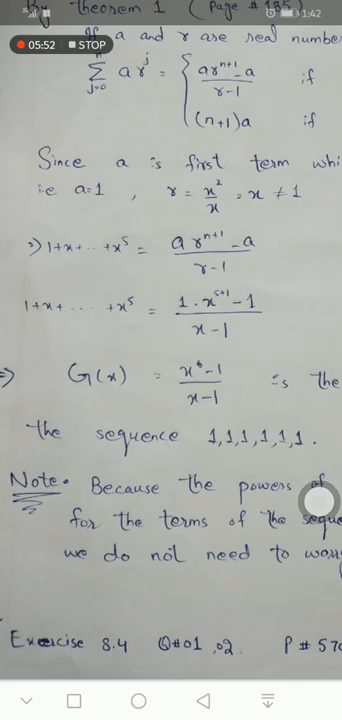 1:42
05:52 STOP
By Theorem 1 (Page # 185)
If a and r are real numbe
n
∑ ar^j = { ar^(n+1) - a / r-1 if
j=0
(n+1)a if
Since a is first term whi
i.e a=1 , r = x²/x = x ≠ 1
⇒) 1+x+ ... +x⁵ = ar^(n+1) - a / r-1
1+x+ .... +x⁵ = 1·x^(5+1) - 1 / x-1
⇒ G(x) = x⁶-1 / x-1 is the
the sequence 1,1,1,1,1,1.
Note. Because the powers of
for the terms of the seque
we do not need to worr
Exercise 8.4 Q#01,02. P # 570